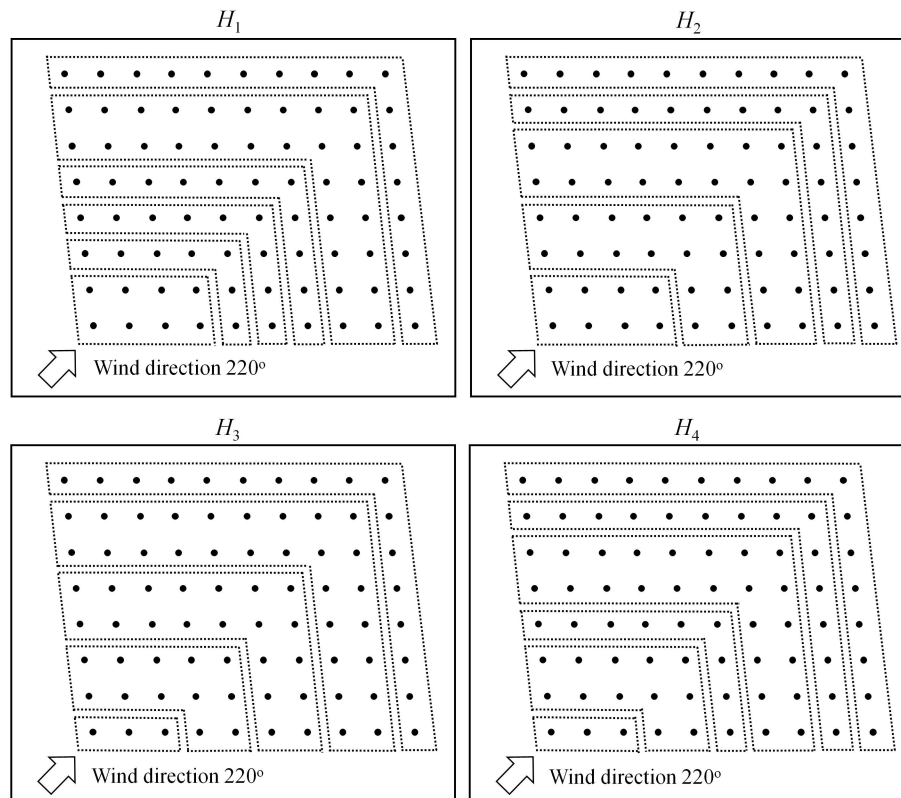 H₁
H₂
Wind direction 220°
Wind direction 220°
H₃
H₄
Wind direction 220°
Wind direction 220°